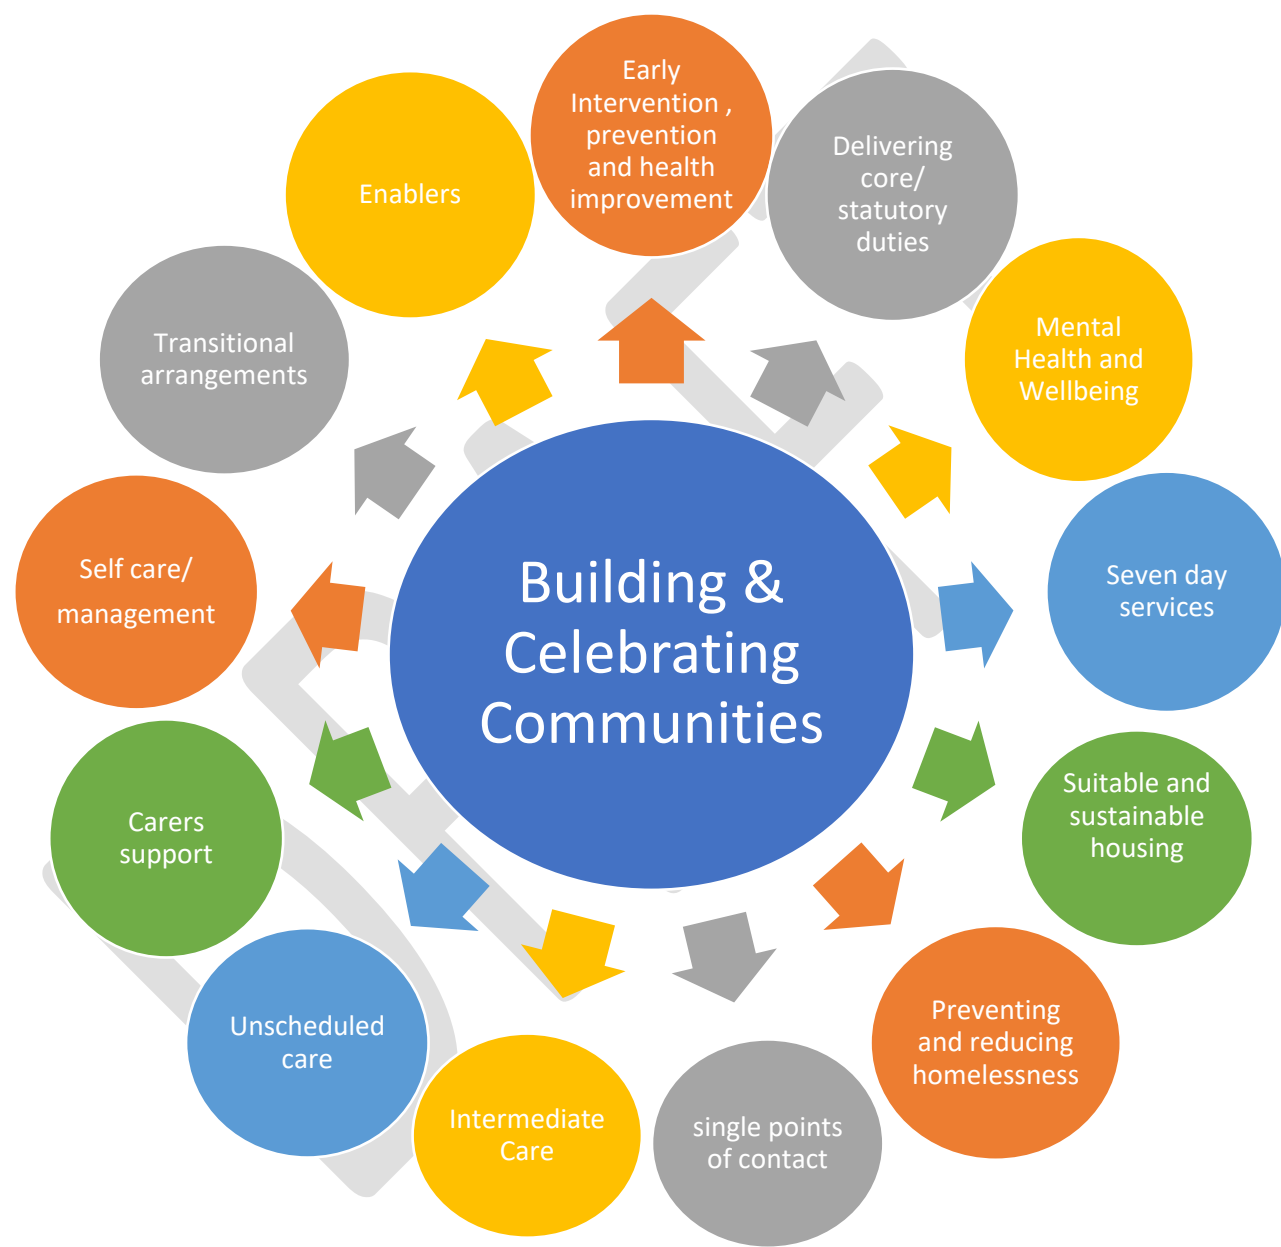 Early
Intervention ,
prevention
and health
improvement
Delivering
core/
statutory
duties
Mental
Health and
Wellbeing
Seven day
services
Suitable and
sustainable
housing
Preventing
and reducing
homelessness
single points
of contact
Intermediate
Care
Unscheduled
care
Carers
support
Self care/
management
Transitional
arrangements
Enablers
Building &
Celebrating
Communities